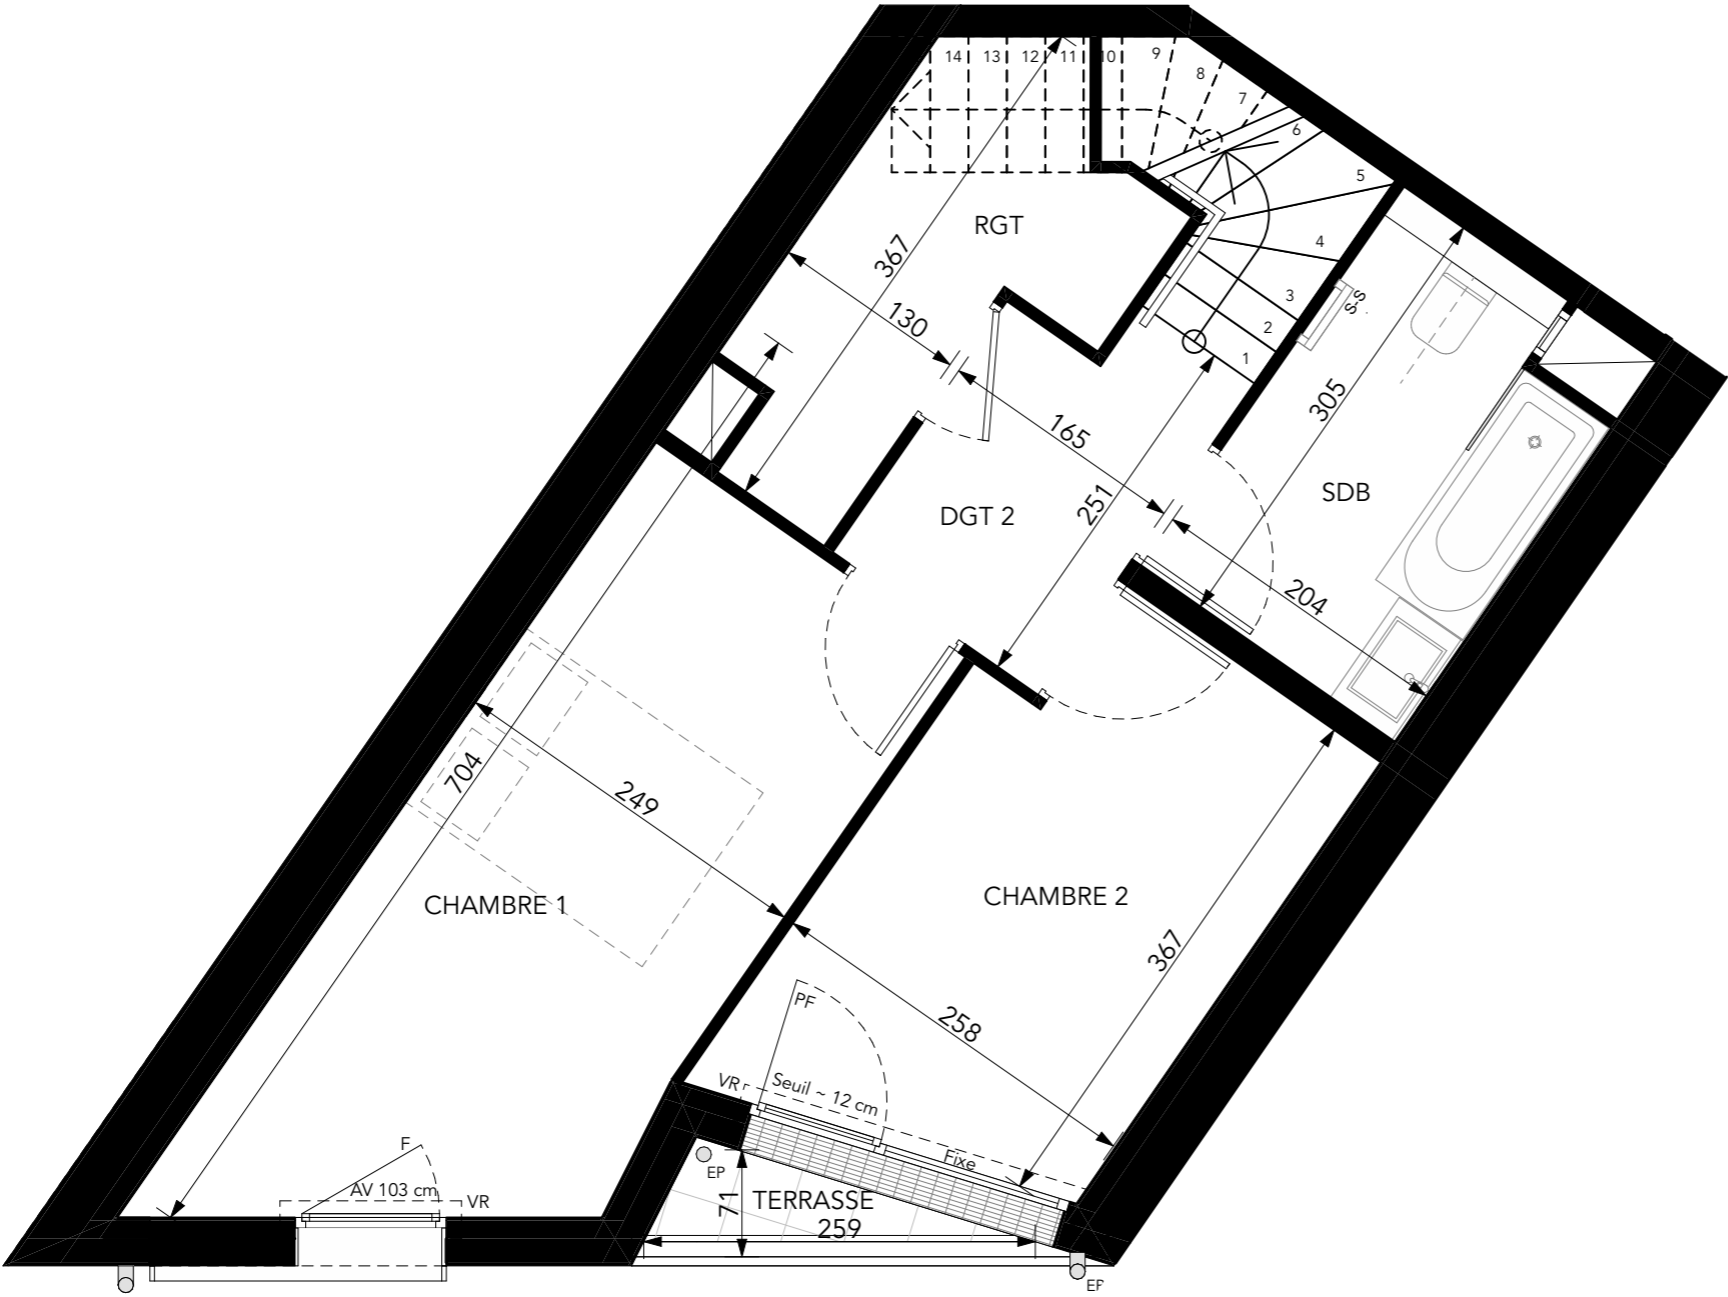 14 13 12 11 10 9
8
7
6
5
4
3
2
1
RGT
367
130
S-S
165
305
251
DGT 2
SDB
204
704
249
CHAMBRE 1
CHAMBRE 2
367
258
PF
VR
Seuil ~ 12 cm
Fixe
F
AV 103 cm
VR
EP
TERRASSE
71
259
EP